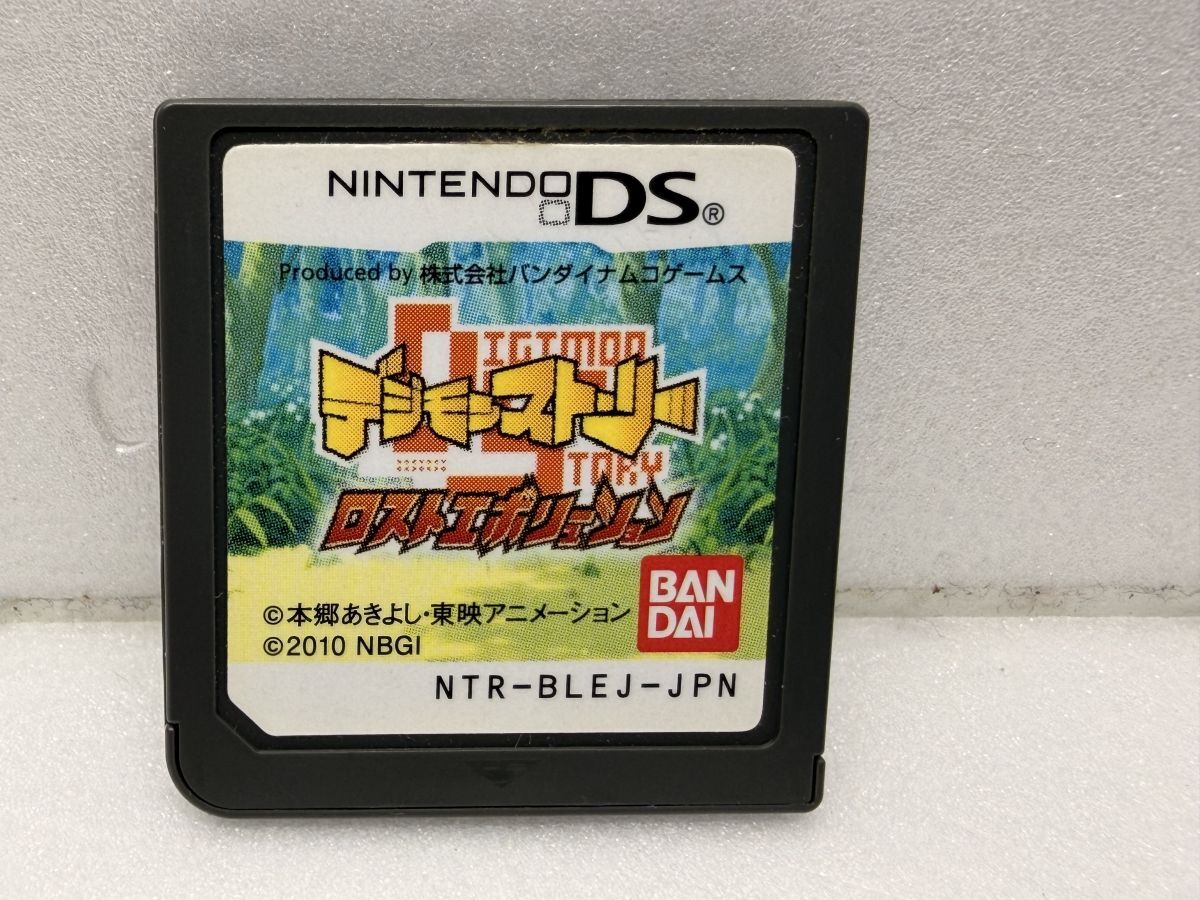 NINTENDO DS®
Produced by 株式会社バンダイナムコゲームス
DIGIMON
デジモンストーリー
STORY
ロストエボリューション
©本郷あきよし・東映アニメーション
©2010 NBGI
BAN
DAI
NTR-BLEJ-JPN